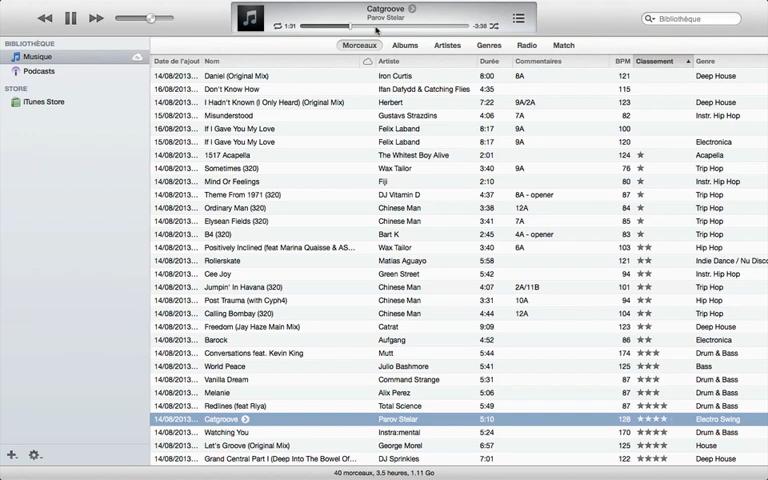 Catgroove
Parov Stelar
1:31 -3:38
Bibliothèque
BIBLIOTHÈQUE
Musique
Podcasts
STORE
iTunes Store
Morceaux Albums Artistes Genres Radio Match
Date de l'ajout Nom Artiste Durée Commentaires BPM Classement Genre
14/08/2013... Daniel (Original Mix) Iron Curtis 8:00 8A 121 Deep House
16/08/2013... Don't Know How Ifan Dafydd & Catching Flies 4:35 115
14/08/2013... I Hadn't Known (I Only Heard) (Original Mix) Herbert 7:22 9A/2A 123 Deep House
15/08/2013... Misunderstood Gustavs Strazdins 4:06 7A 82 Instr. Hip Hop
16/08/2013... If I Gave You My Love Felix Laband 8:17 9A 100
14/08/2013... If I Gave You My Love Felix Laband 8:17 9A 120 Electronica
14/08/2013... 1517 Acapella The Whitest Boy Alive 2:01 124 Acapella
14/08/2013... Sometimes (320) Wax Tailor 3:40 9A 76 Trip Hop
14/08/2013... Mind Or Feelings Fiji 2:10 80 Instr. Hip Hop
14/08/2013... Theme From 1971 (320) DJ Vitamin D 4:37 8A - opener 87 Trip Hop
14/08/2013... Ordinary Man (320) Chinese Man 3:38 12A 84 Trip Hop
14/08/2013... Elysean Fields (320) Chinese Man 3:41 7A 85 Trip Hop
14/08/2013... B4 (320) Bart K 2:45 4A - opener 83 Trip Hop
14/08/2013... Positively Inclined (feat Marina Quaisse & AS... Wax Tailor 3:40 6A 103 Hip Hop
14/08/2013... Rollerskate Matias Aguayo 5:58 121 Indie Dance / Nu Disco
14/08/2013... Cee Joy Green Street 5:42 94 Instr. Hip Hop
14/08/2013... Jumpin' In Havana (320) Chinese Man 4:07 2A/11B 101 Trip Hop
14/08/2013... Post Trauma (with Cyph4) Chinese Man 3:31 10A 94 Hip Hop
14/08/2013... Calling Bombay (320) Chinese Man 4:44 12A 104 Trip Hop
14/08/2013... Freedom (Jay Haze Main Mix) Catrat 9:09 123 Deep House
14/08/2013... Barock Aufgang 4:52 86 Electronica
14/08/2013... Conversations feat. Kevin King Mutt 5:44 174 Drum & Bass
14/08/2013... World Peace Julio Bashmore 5:41 125 Bass
14/08/2013... Vanilla Dream Command Strange 5:31 87 Drum & Bass
14/08/2013... Melanie Alix Perez 5:06 87 Drum & Bass
14/08/2013... Redlines (feat Riya) Total Science 5:49 87 Drum & Bass
14/08/2013... Catgroove Parov Stelar 5:10 128 Electro Swing
14/08/2013... Watching You Instra:mental 5:24 170 Drum & Bass
14/08/2013... Let's Groove (Original Mix) George Morel 6:57 125 House
14/08/2013... Grand Central Part I (Deep Into The Bowel Of... DJ Sprinkles 7:01 122 Deep House
40 morceaux, 3.5 heures, 1.11 Go